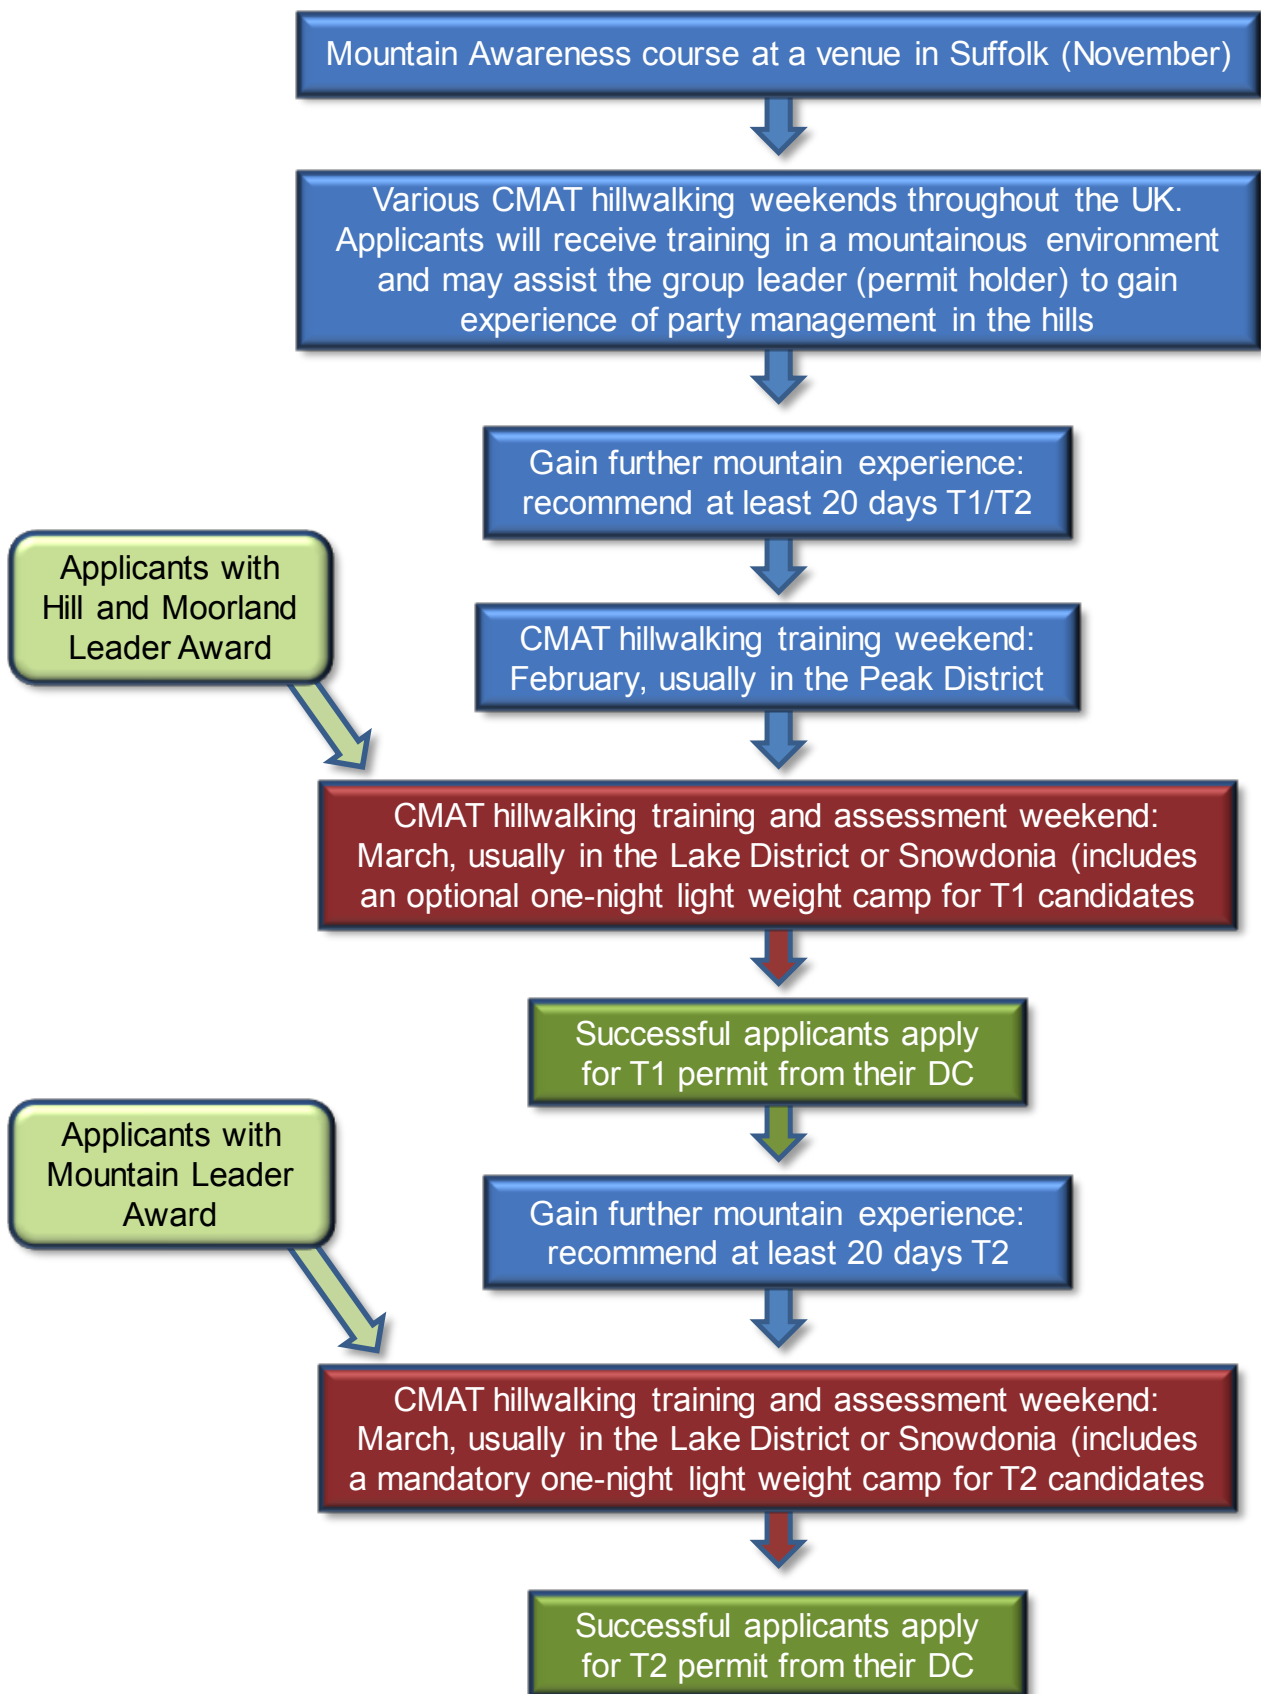 Mountain Awareness course at a venue in Suffolk (November)
Various CMAT hillwalking weekends throughout the UK.
Applicants will receive training in a mountainous environment
and may assist the group leader (permit holder) to gain
experience of party management in the hills
Gain further mountain experience:
recommend at least 20 days T1/T2
Applicants with
Hill and Moorland
Leader Award
CMAT hillwalking training weekend:
February, usually in the Peak District
CMAT hillwalking training and assessment weekend:
March, usually in the Lake District or Snowdonia (includes
an optional one-night light weight camp for T1 candidates
Successful applicants apply
for T1 permit from their DC
Applicants with
Mountain Leader
Award
Gain further mountain experience:
recommend at least 20 days T2
CMAT hillwalking training and assessment weekend:
March, usually in the Lake District or Snowdonia (includes
a mandatory one-night light weight camp for T2 candidates
Successful applicants apply
for T2 permit from their DC